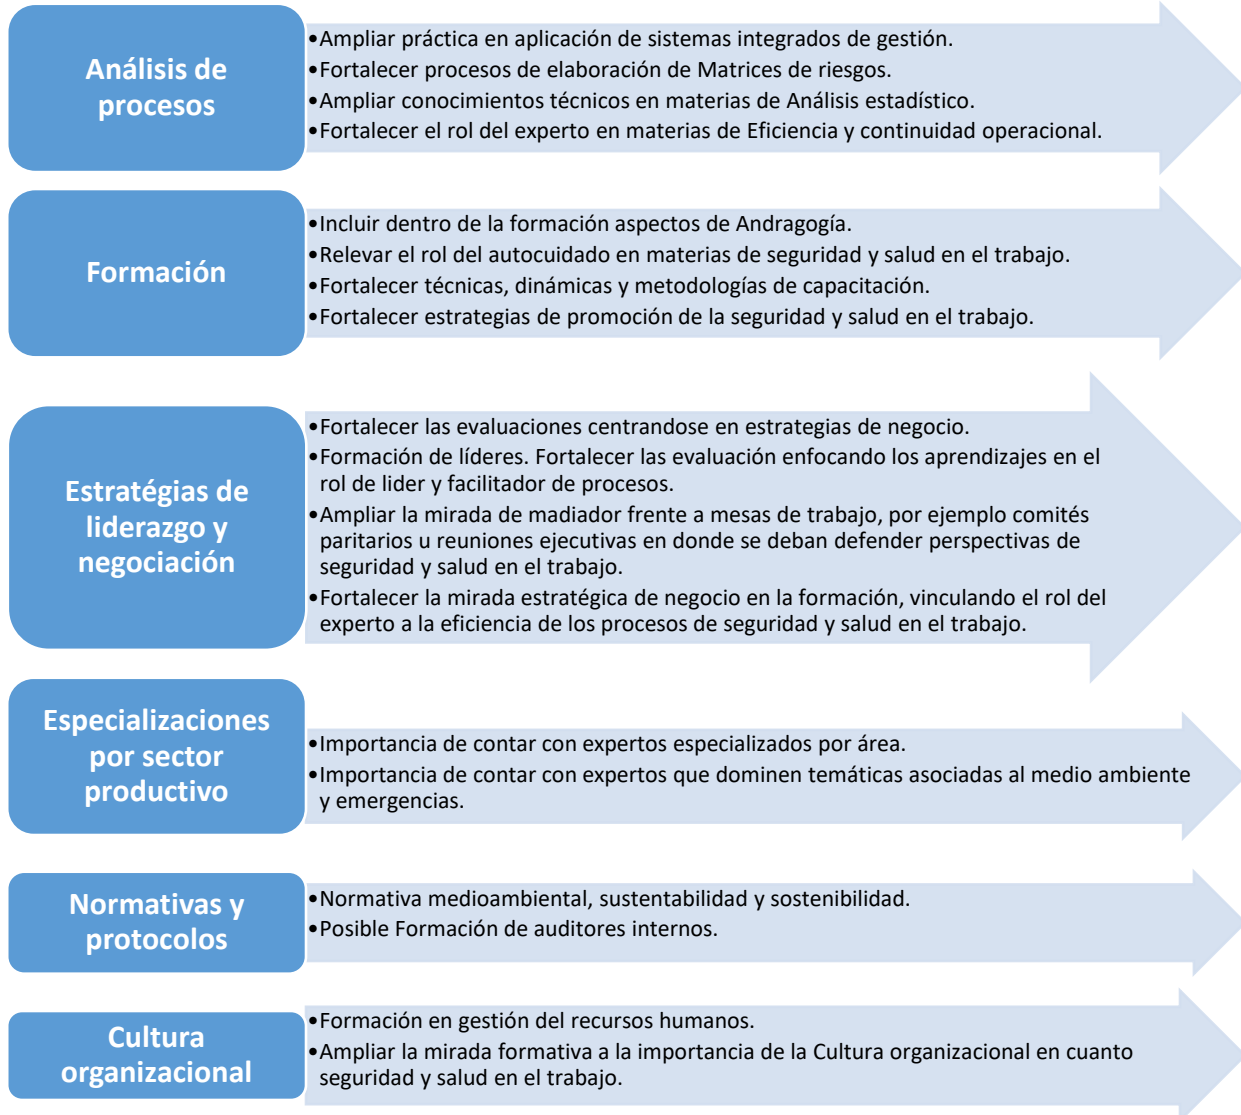 Análisis de
procesos
•Ampliar práctica en aplicación de sistemas integrados de gestión.
•Fortalecer procesos de elaboración de Matrices de riesgos.
•Ampliar conocimientos técnicos en materias de Análisis estadístico.
•Fortalecer el rol del experto en materias de Eficiencia y continuidad operacional.
Formación
•Incluir dentro de la formación aspectos de Andragogía.
•Relevar el rol del autocuidado en materias de seguridad y salud en el trabajo.
•Fortalecer técnicas, dinámicas y metodologías de capacitación.
•Fortalecer estrategias de promoción de la seguridad y salud en el trabajo.
Estratégias de
liderazgo y
negociación
•Fortalecer las evaluaciones centrandose en estrategias de negocio.
•Formación de líderes. Fortalecer las evaluación enfocando los aprendizajes en el
rol de lider y facilitador de procesos.
•Ampliar la mirada de madiador frente a mesas de trabajo, por ejemplo comités
paritarios u reuniones ejecutivas en donde se deban defender perspectivas de
seguridad y salud en el trabajo.
•Fortalecer la mirada estratégica de negocio en la formación, vinculando el rol del
experto a la eficiencia de los procesos de seguridad y salud en el trabajo.
Especializaciones
por sector
productivo
•Importancia de contar con expertos especializados por área.
•Importancia de contar con expertos que dominen temáticas asociadas al medio ambiente
y emergencias.
Normativas y
protocolos
•Normativa medioambiental, sustentabilidad y sostenibilidad.
•Posible Formación de auditores internos.
Cultura
organizacional
•Formación en gestión del recursos humanos.
•Ampliar la mirada formativa a la importancia de la Cultura organizacional en cuanto
seguridad y salud en el trabajo.